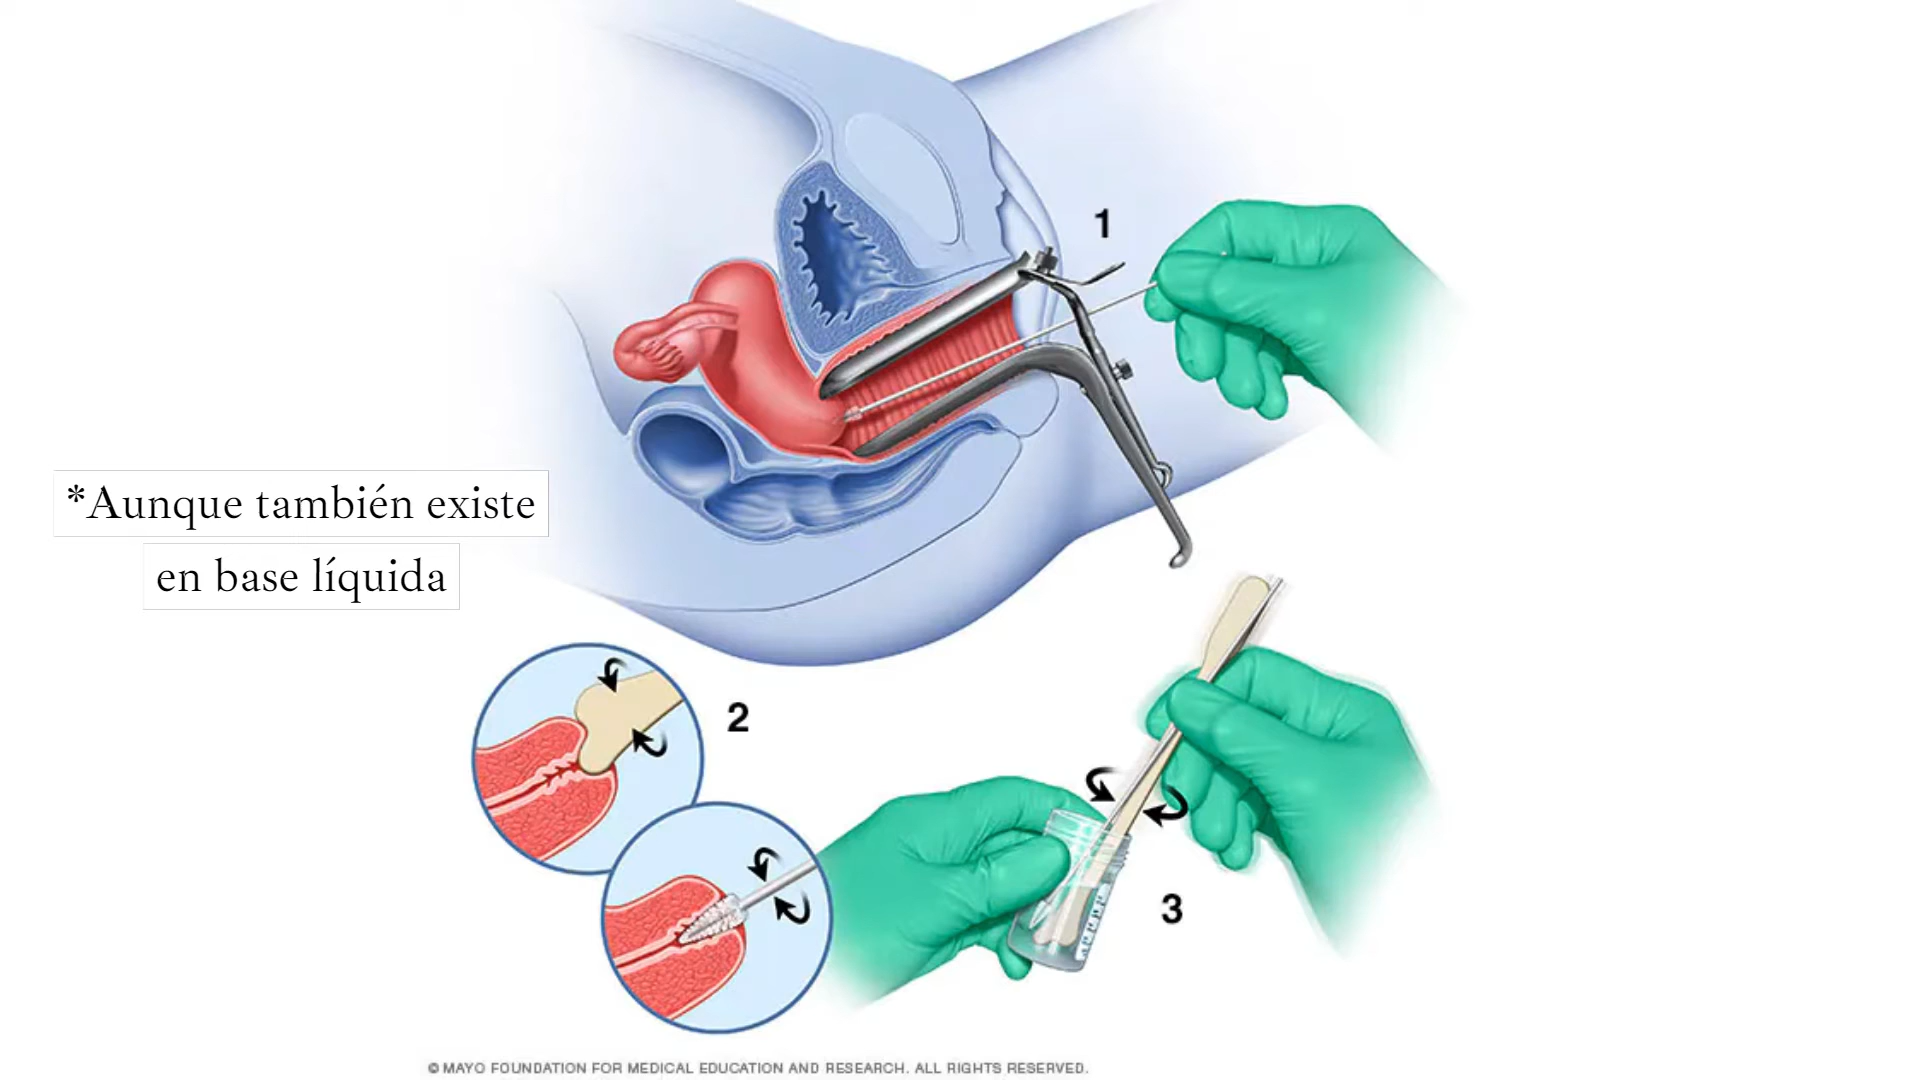 1
*Aunque también existe
en base líquida
2
3
© MAYO FOUNDATION FOR MEDICAL EDUCATION AND RESEARCH. ALL RIGHTS RESERVED.